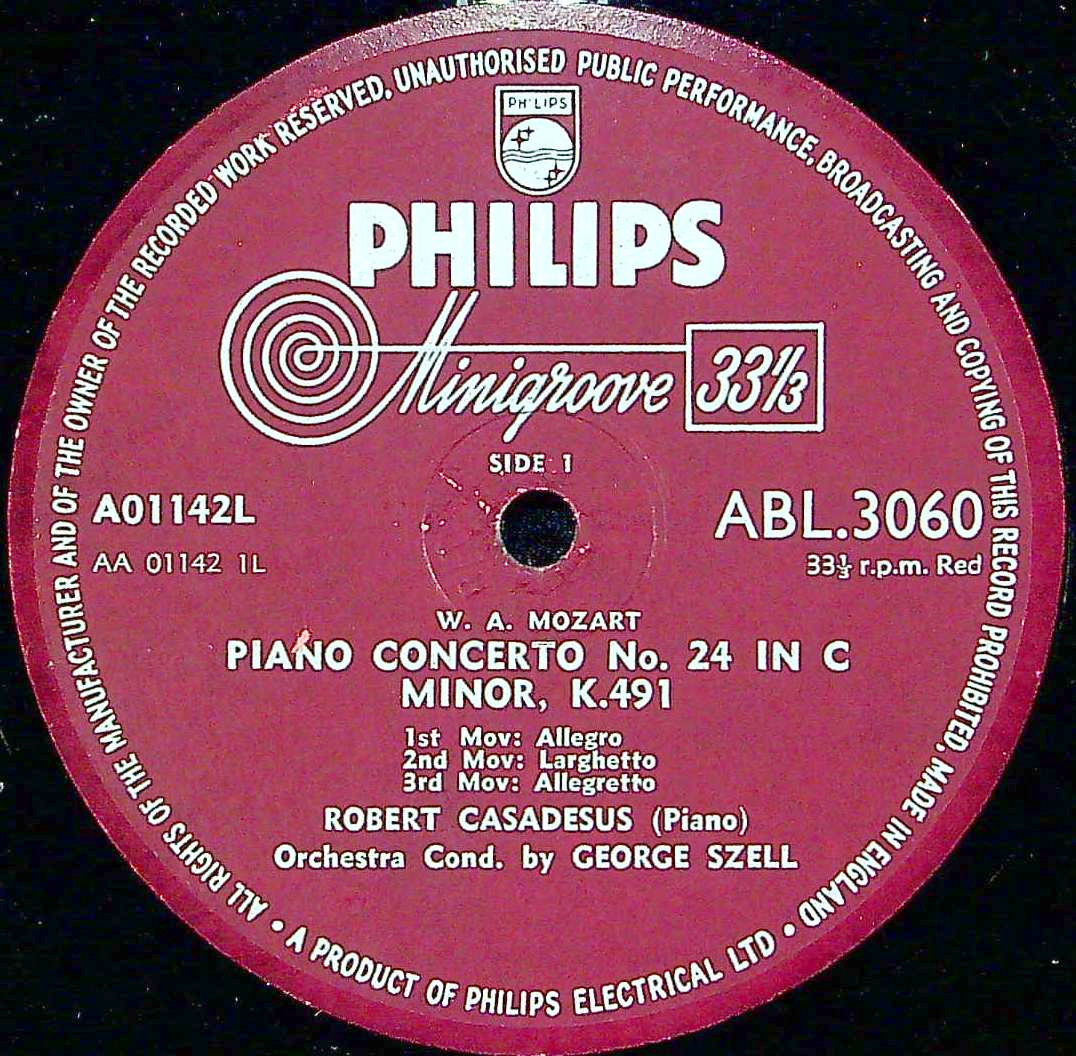 ALL RIGHTS OF THE MANUFACTURER AND OF THE OWNER OF THE RECORDED WORK RESERVED, UNAUTHORISED PUBLIC PERFORMANCE, BROADCASTING AND COPYING OF THIS RECORD PROHIBITED, MADE IN ENGLAND
PHILIPS
PHILIPS
Minigroove 33 1/3
SIDE 1
A01142L
ABL.3060
AA 01142 1L
33⅓ r.p.m. Red
W. A. MOZART
PIANO CONCERTO No. 24 IN C
MINOR, K.491
1st Mov: Allegro
2nd Mov: Larghetto
3rd Mov: Allegretto
ROBERT CASADESUS (Piano)
Orchestra Cond. by GEORGE SZELL
• A PRODUCT OF PHILIPS ELECTRICAL LTD •